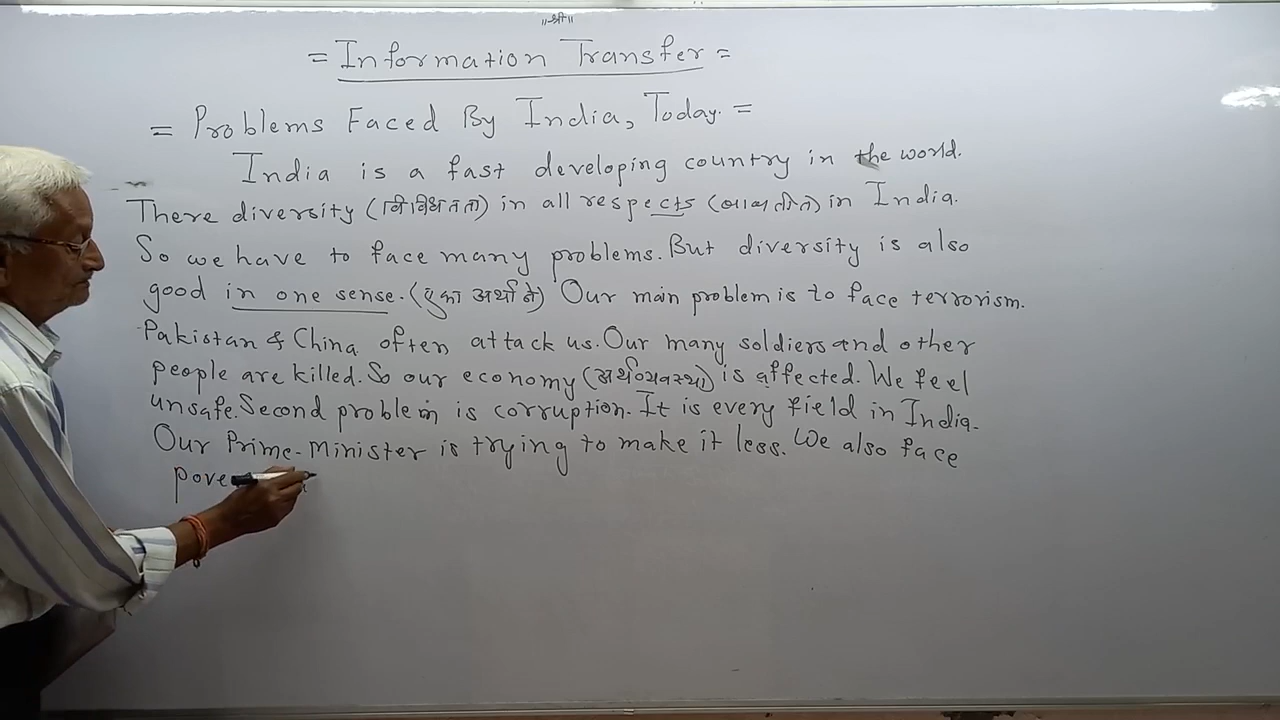 ॥श्री॥
= Information Transfer =
= Problems Faced By India, Today. =
India is a fast developing country in the world.
There diversity (विविधतता) in all respects (बाबतीत) in India.
So we have to face many problems. But diversity is also
good in one sense. (एका अर्थाने) Our main problem is to face terrorism.
Pakistan & China often attack us. Our many soldiers and other
people are killed. So our economy (अर्थव्यवस्था) is affected. We feel
unsafe. Second problem is corruption. It is every field in India.
Our Prime-Minister is trying to make it less. We also face
pove